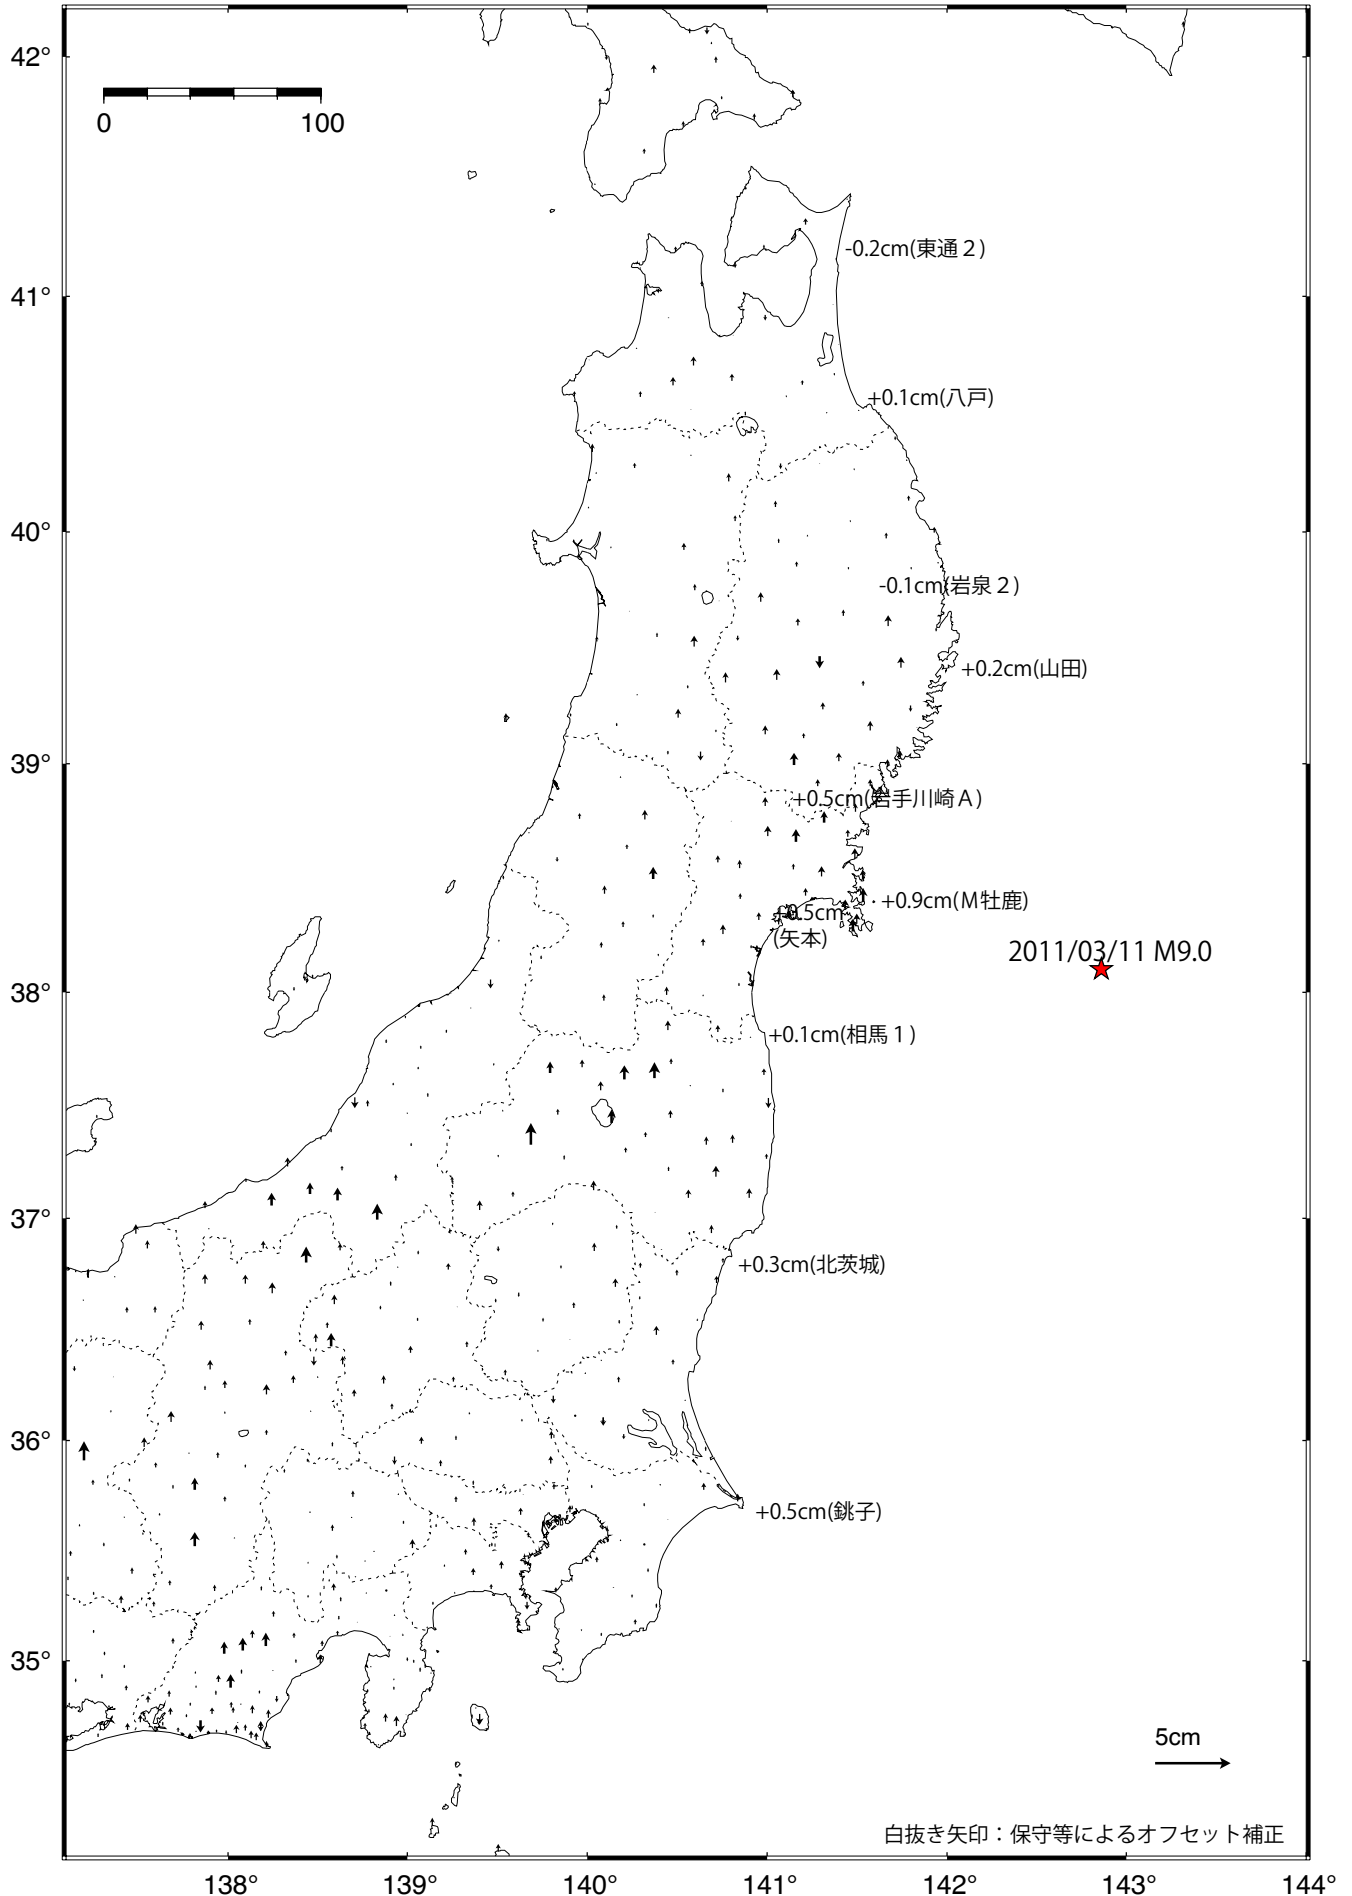 42°
0
100
-0.2cm(東通２)
41°
+0.1cm(八戸)
40°
-0.1cm(岩泉２)
+0.2cm(山田)
39°
+0.5cm(岩手川崎Ａ)
+0.9cm(M牡鹿)
+0.5cm
(矢本)
2011/03/11 M9.0
38°
+0.1cm(相馬１)
37°
+0.3cm(北茨城)
36°
+0.5cm(銚子)
35°
5cm
白抜き矢印：保守等によるオフセット補正
138°
139°
140°
141°
142°
143°
144°